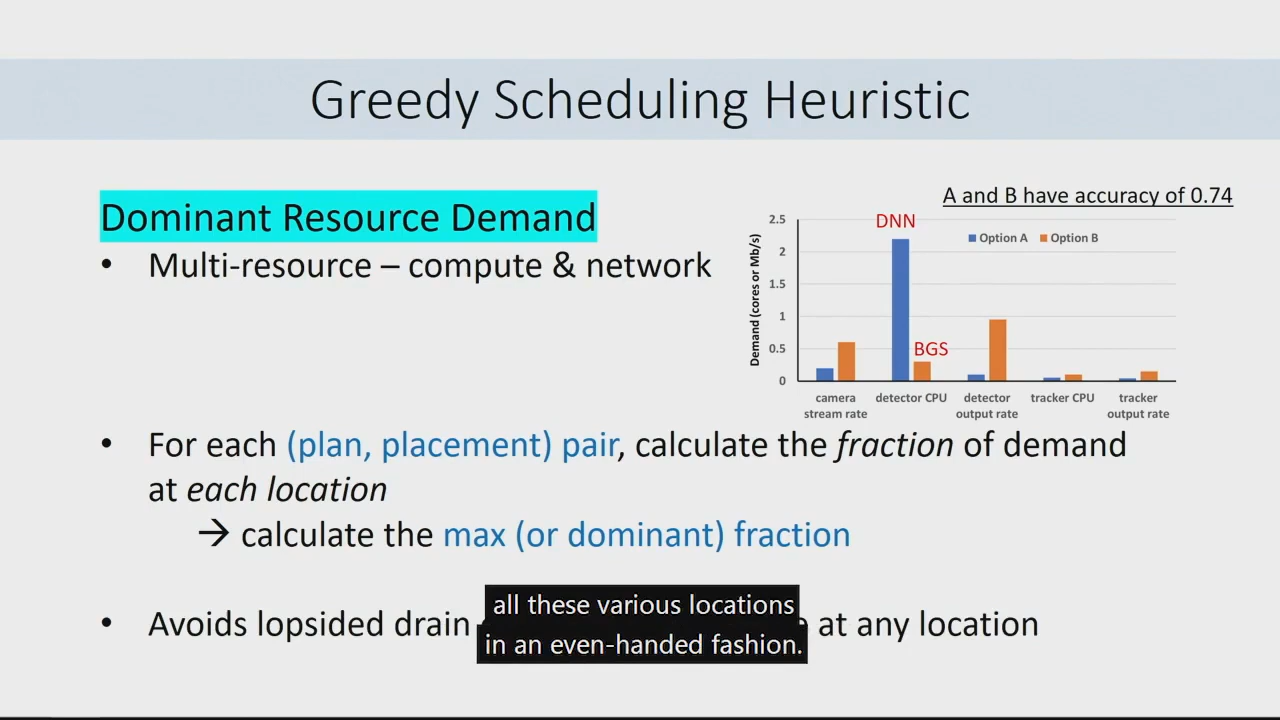 Greedy Scheduling Heuristic
Dominant Resource Demand
• Multi-resource – compute & network
A and B have accuracy of 0.74
Demand (cores or Mb/s)
2.5
2
1.5
1
0.5
0
DNN
BGS
Option A Option B
camera stream rate
detector CPU
detector output rate
tracker CPU
tracker output rate
• For each (plan, placement) pair, calculate the fraction of demand
at each location
→ calculate the max (or dominant) fraction
• Avoids lopsided drain at any location
all these various locations
in an even-handed fashion.